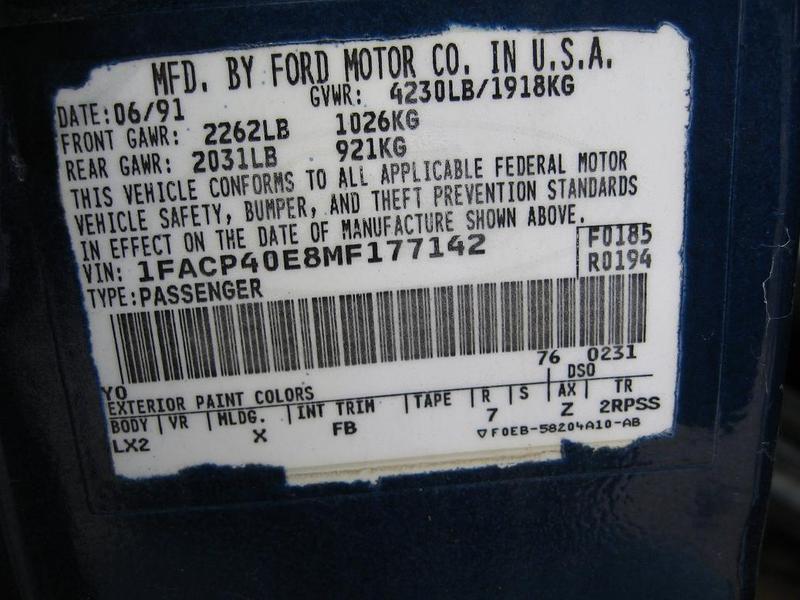 MFD. BY FORD MOTOR CO. IN U.S.A.
DATE: 06/91 GVWR: 4230LB/1918KG
FRONT GAWR: 2262LB 1026KG
REAR GAWR: 2031LB 921KG
THIS VEHICLE CONFORMS TO ALL APPLICABLE FEDERAL MOTOR
VEHICLE SAFETY, BUMPER, AND THEFT PREVENTION STANDARDS
IN EFFECT ON THE DATE OF MANUFACTURE SHOWN ABOVE.
VIN: 1FACP40E8MF177142 F0185
TYPE: PASSENGER R0194
76 0231
YO DSO
EXTERIOR PAINT COLORS
BODY VR MLDG. INT TRIM TAPE R S AX TR
LX2 X FB 7 Z 2RPSS
▽F0EB-58204A10-AB